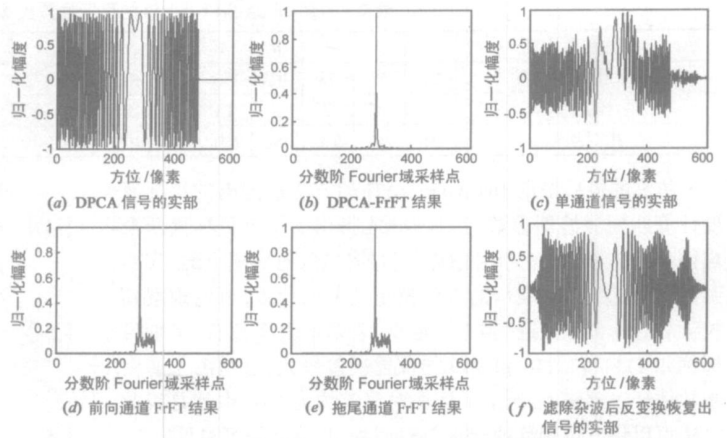 归一化幅度
1
0.5
0
-0.5
-1
0 200 400 600
方位/像素
(a) DPCA 信号的实部
归一化幅度
1
0.8
0.6
0.4
0.2
0
0 200 400 600
分数阶 Fourier域采样点
(b) DPCA-FrFT 结果
归一化幅度
1
0.5
0
-0.5
-1
0 200 400 600
方位/像素
(c) 单通道信号的实部
归一化幅度
1
0.8
0.6
0.4
0.2
0
0 200 400 600
分数阶 Fourier域采样点
(d) 前向通道 FrFT 结果
归一化幅度
1
0.8
0.6
0.4
0.2
0
0 200 400 600
分数阶 Fourier域采样点
(e) 拖尾通道 FrFT 结果
归一化幅度
1
0.5
0
-0.5
-1
0 200 400 600
方位/像素
(f) 滤除杂波后反变换恢复出
信号的实部